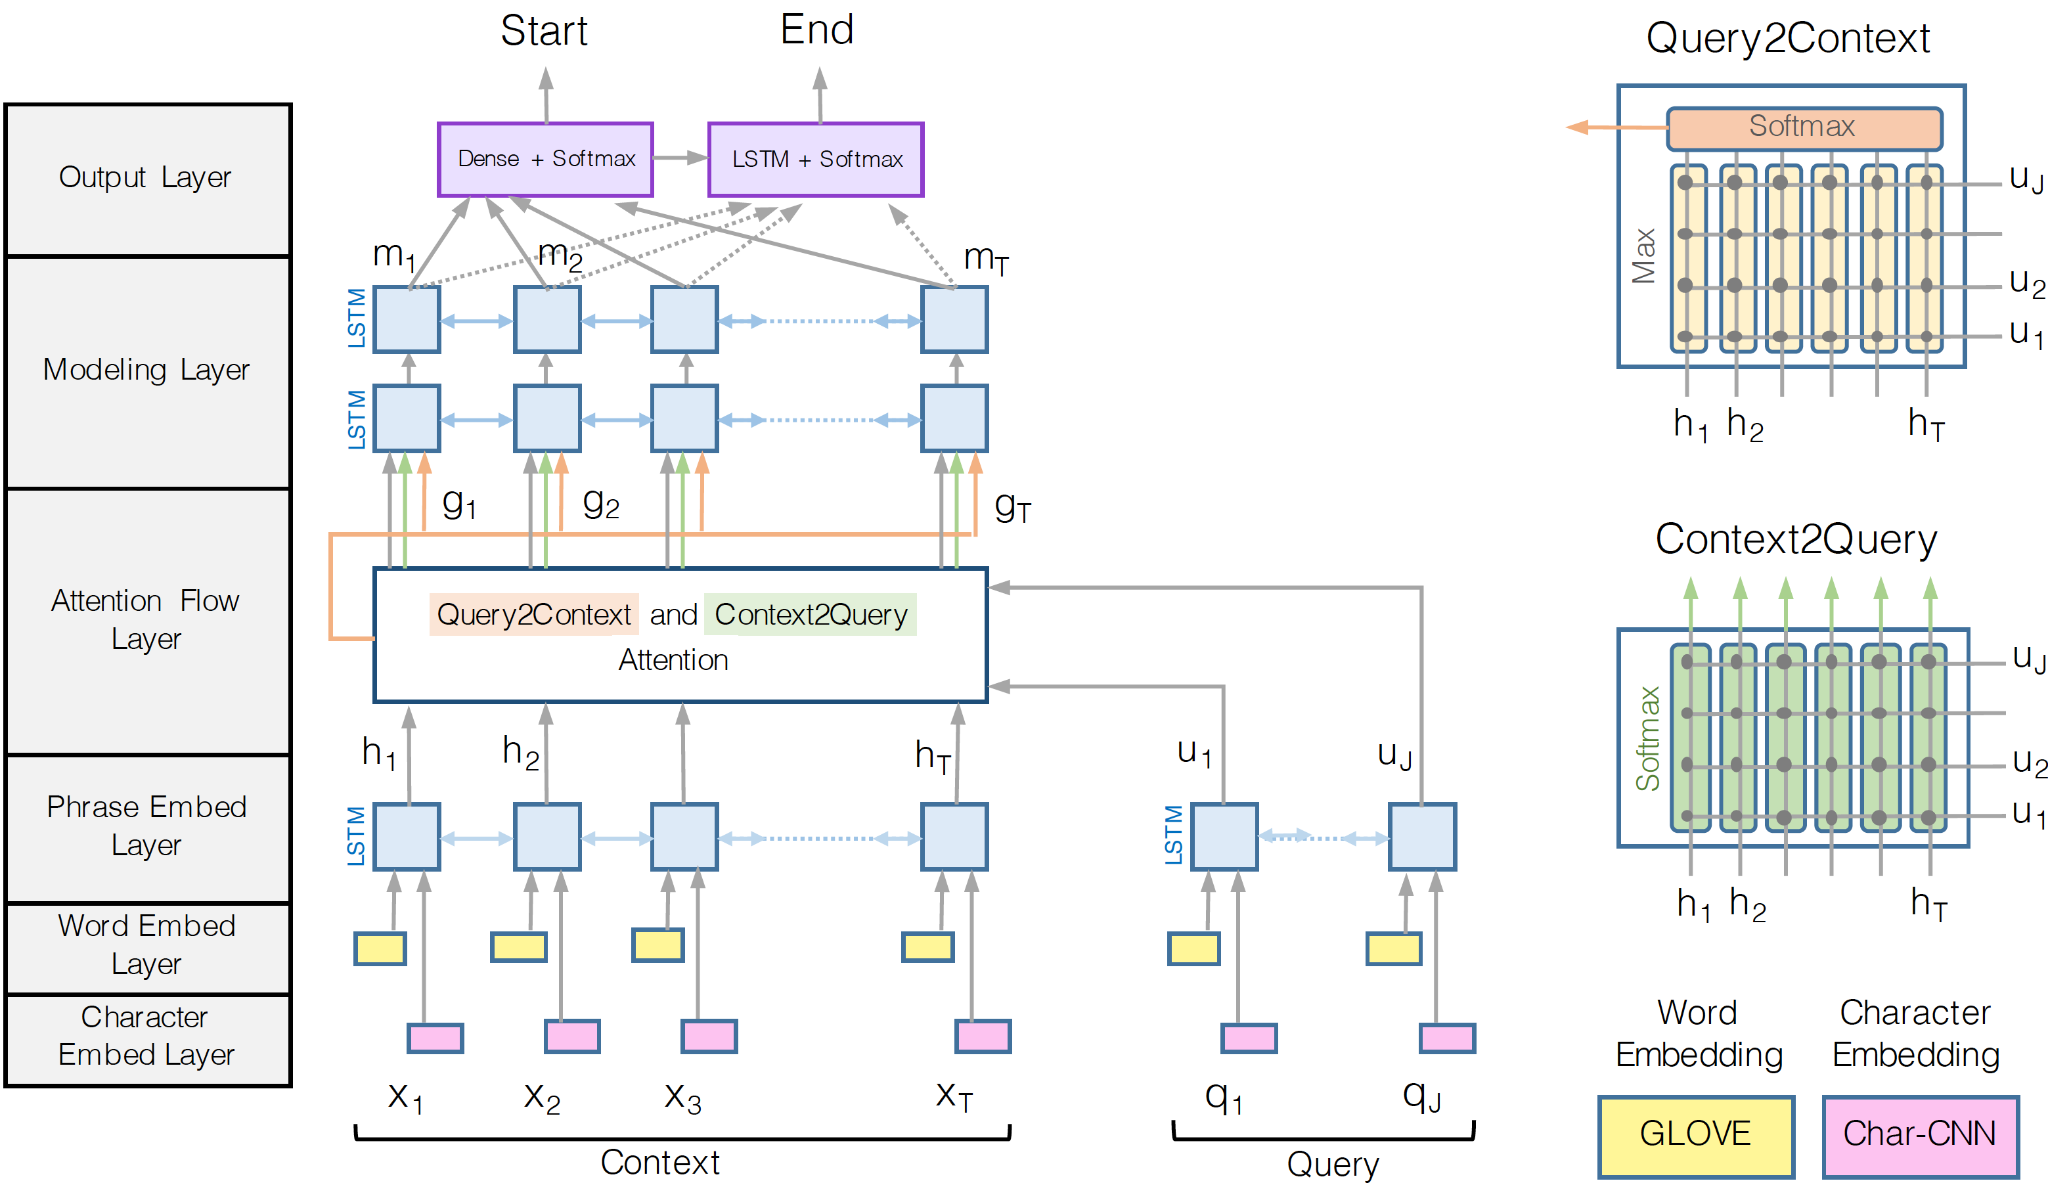 Start
End
Output Layer
Dense + Softmax
LSTM + Softmax
m1
m2
mT
Modeling Layer
LSTM
LSTM
g1
g2
gT
Attention Flow
Layer
Query2Context and Context2Query
Attention
h1
h2
hT
u1
uJ
Phrase Embed
Layer
LSTM
LSTM
Word Embed
Layer
Character
Embed Layer
x1
x2
x3
xT
q1
qJ
Context
Query
Query2Context
Softmax
Max
uJ
u2
u1
h1
h2
hT
Context2Query
Softmax
uJ
u2
u1
h1
h2
hT
Word
Embedding
GLOVE
Character
Embedding
Char-CNN